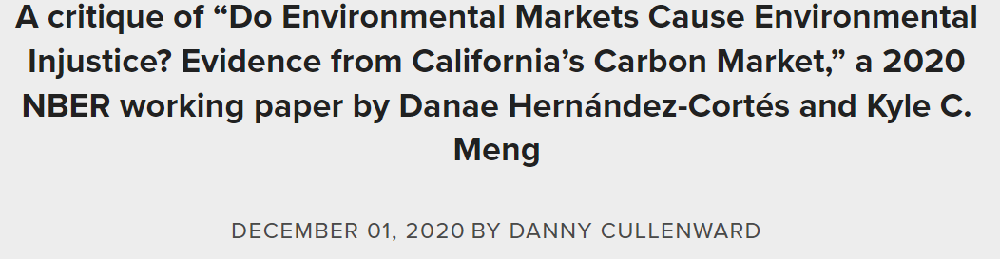 A critique of “Do Environmental Markets Cause Environmental
Injustice? Evidence from California’s Carbon Market,” a 2020
NBER working paper by Danae Hernández-Cortés and Kyle C.
Meng
DECEMBER 01, 2020 BY DANNY CULLENWARD